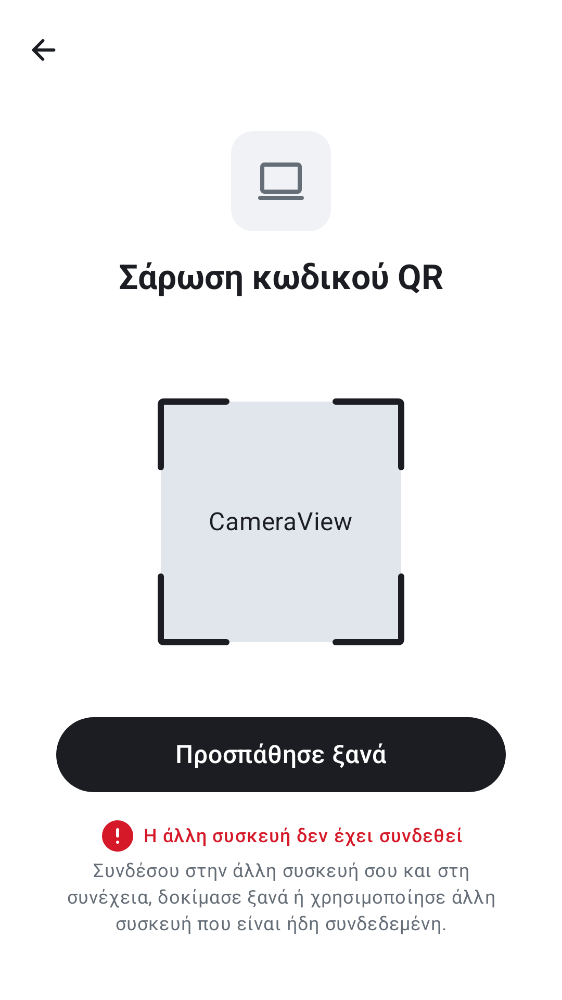 Σάρωση κωδικού QR
CameraView
Προσπάθησε ξανά
Η άλλη συσκευή δεν έχει συνδεθεί
Συνδέσου στην άλλη συσκευή σου και στη
συνέχεια, δοκίμασε ξανά ή χρησιμοποίησε άλλη
συσκευή που είναι ήδη συνδεδεμένη.